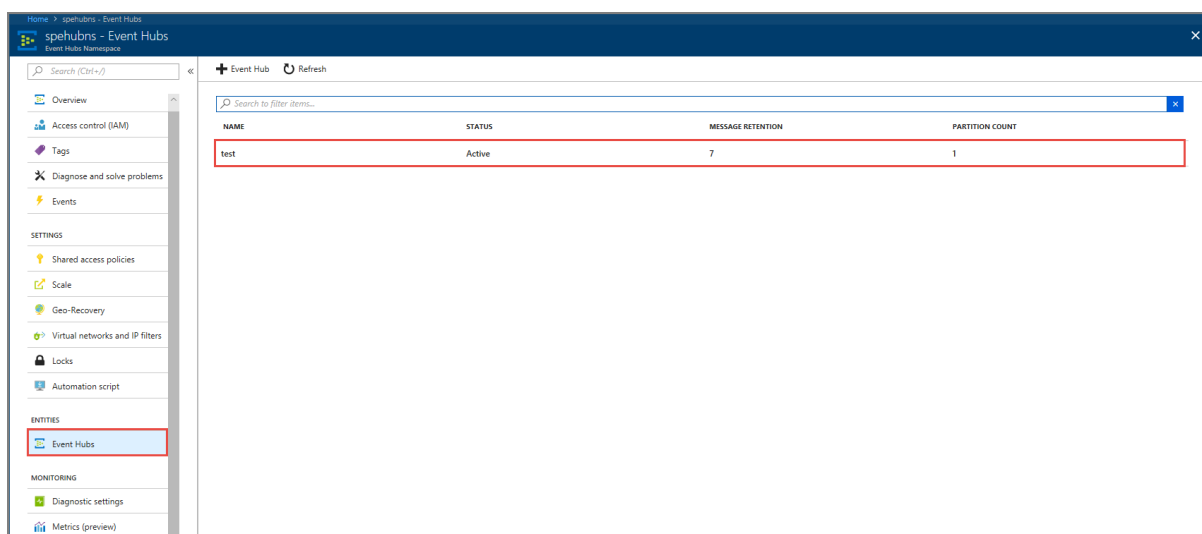 Home > spehubns - Event Hubs
spehubns - Event Hubs
Event Hubs Namespace
Search (Ctrl+/)
Overview
Access control (IAM)
Tags
Diagnose and solve problems
Events
SETTINGS
Shared access policies
Scale
Geo-Recovery
Virtual networks and IP filters
Locks
Automation script
ENTITIES
Event Hubs
MONITORING
Diagnostic settings
Metrics (preview)
Event Hub Refresh
Search to filter items...
NAME STATUS MESSAGE RETENTION PARTITION COUNT
test Active 7 1